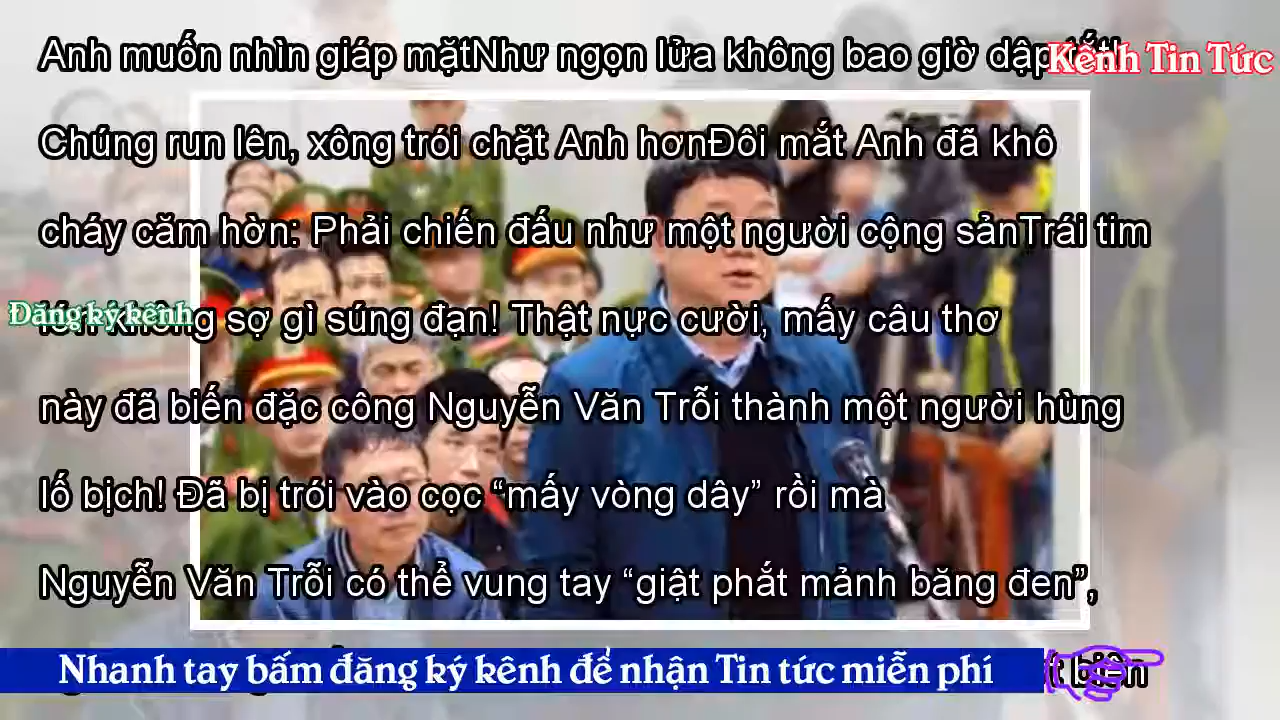 Anh muốn nhìn giáp mặtNhư ngọn lửa không bao giờ dập
Kênh Tin Tức
Chúng run lên, xông trói chặt Anh hơnĐôi mắt Anh đã khô
cháy căm hờn: Phải chiến đấu như một người cộng sảnTrái tim
Đăng ký kênh
sợ gì súng đạn! Thật nực cười, mấy câu thơ
này đã biến đặc công Nguyễn Văn Trỗi thành một người hùng
lố bịch! Đã bị trói vào cọc “mấy vòng dây” rồi mà
Nguyễn Văn Trỗi có thể vung tay “giật phắt mảnh băng đen”,
Nhanh tay bấm đăng ký kênh để nhận Tin tức miễn phí